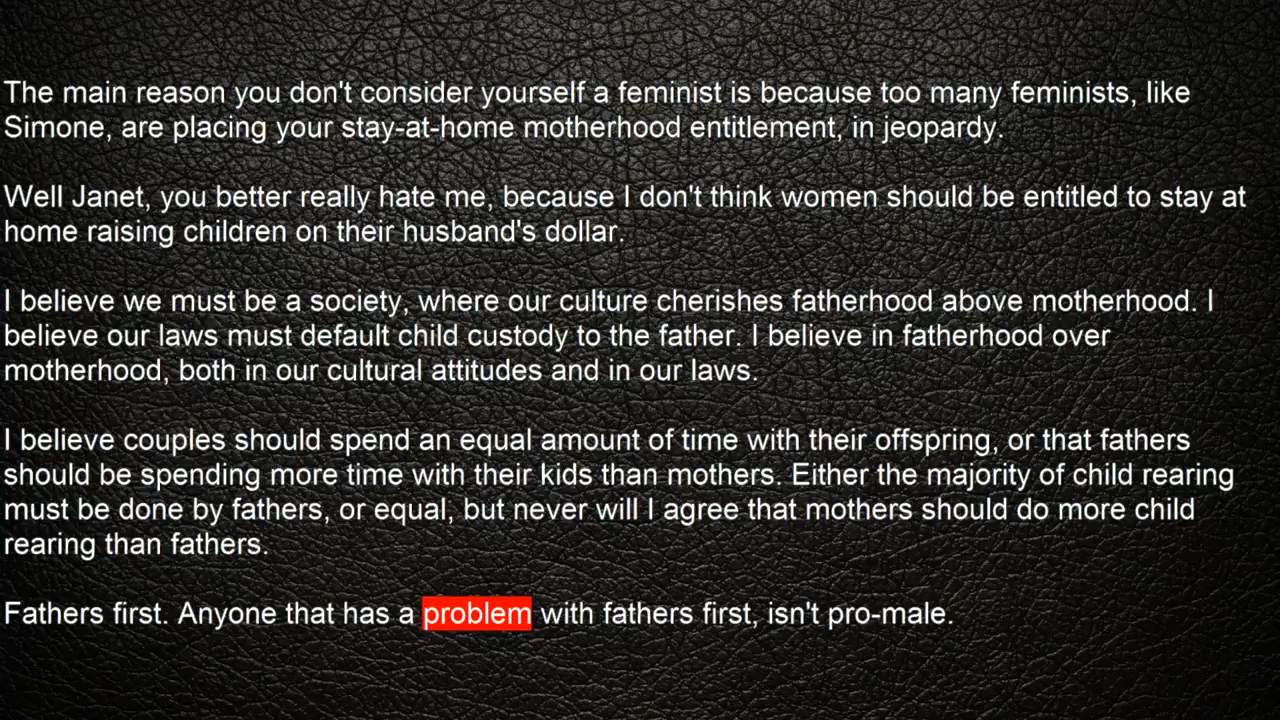 The main reason you don't consider yourself a feminist is because too many feminists, like
Simone, are placing your stay-at-home motherhood entitlement, in jeopardy.
Well Janet, you better really hate me, because I don't think women should be entitled to stay at
home raising children on their husband's dollar.
I believe we must be a society, where our culture cherishes fatherhood above motherhood. I
believe our laws must default child custody to the father. I believe in fatherhood over
motherhood, both in our cultural attitudes and in our laws.
I believe couples should spend an equal amount of time with their offspring, or that fathers
should be spending more time with their kids than mothers. Either the majority of child rearing
must be done by fathers, or equal, but never will I agree that mothers should do more child
rearing than fathers.
Fathers first. Anyone that has a problem with fathers first, isn't pro-male.